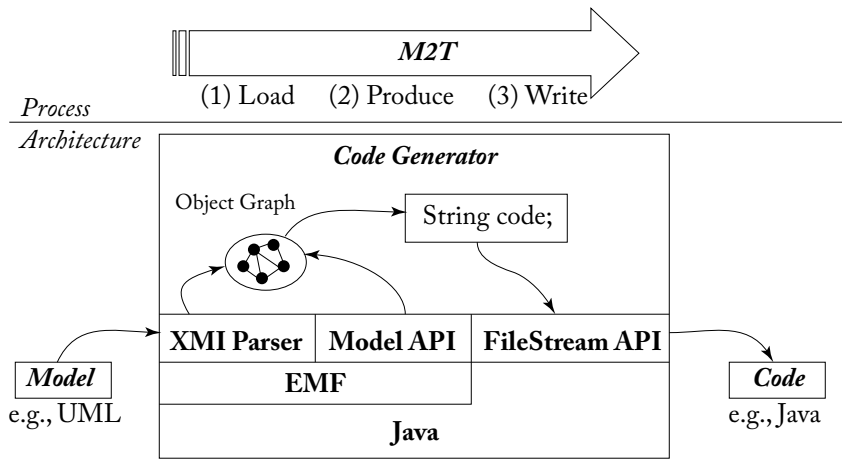 M2T
(1) Load (2) Produce (3) Write
Process
Architecture
Code Generator
Object Graph
String code;
XMI Parser
Model API
FileStream API
Model
e.g., UML
EMF
Java
Code
e.g., Java